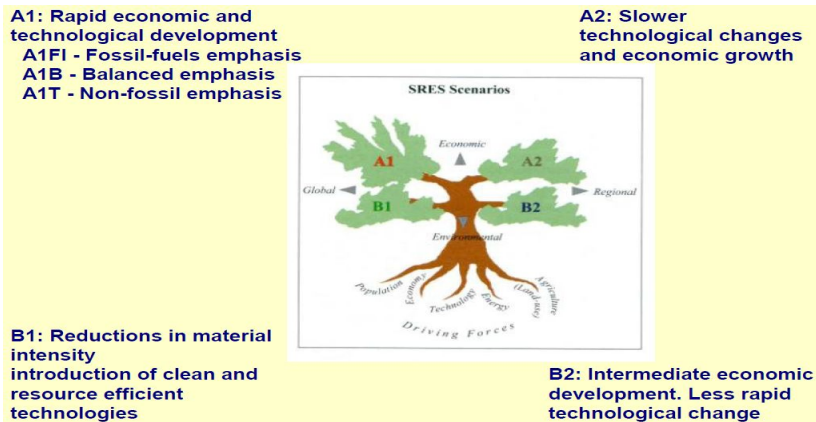 A1: Rapid economic and
technological development
A1FI - Fossil-fuels emphasis
A1B - Balanced emphasis
A1T - Non-fossil emphasis
A2: Slower
technological changes
and economic growth
SRES Scenarios
Economic
A1
A2
Global
Regional
B1
B2
Environmental
Population
Economy
Technology
Energy
Agriculture
(Land-use)
Driving Forces
B1: Reductions in material
intensity
introduction of clean and
resource efficient
technologies
B2: Intermediate economic
development. Less rapid
technological change